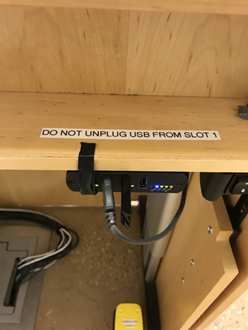 DO NOT UNPLUG USB FROM SLOT 1